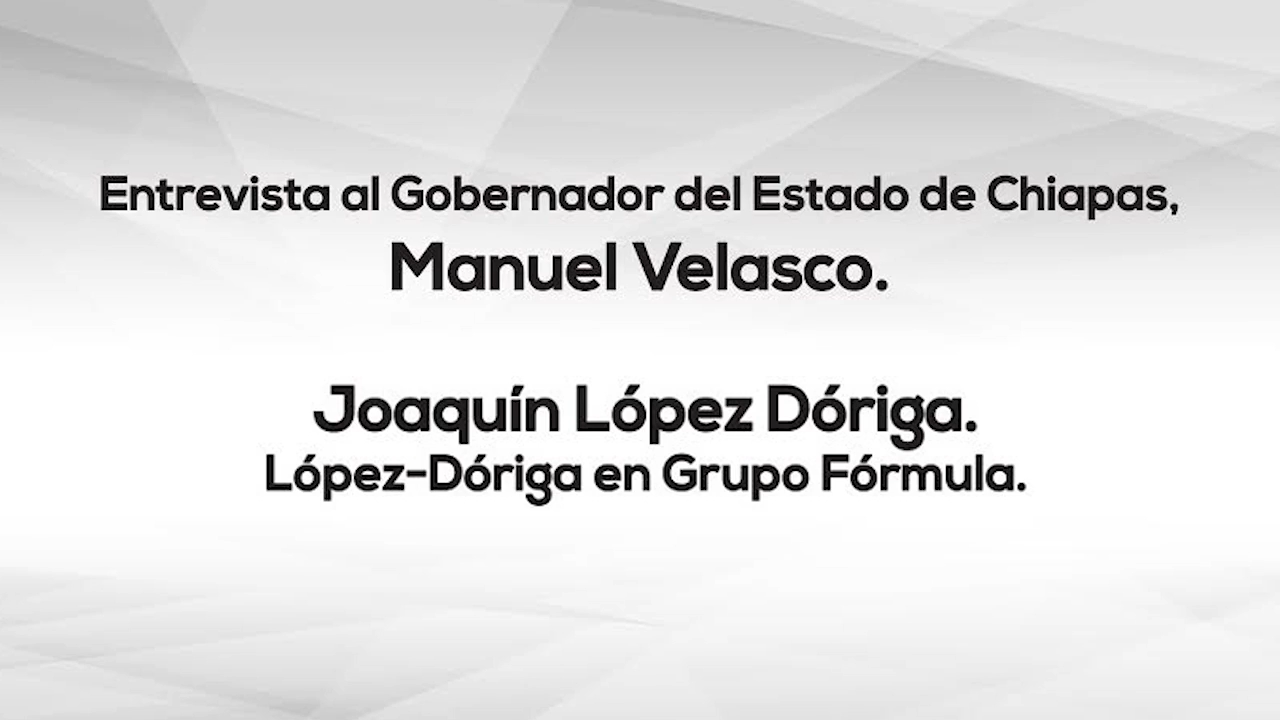 Entrevista al Gobernador del Estado de Chiapas,
Manuel Velasco.
Joaquín López Dóriga.
López-Dóriga en Grupo Fórmula.